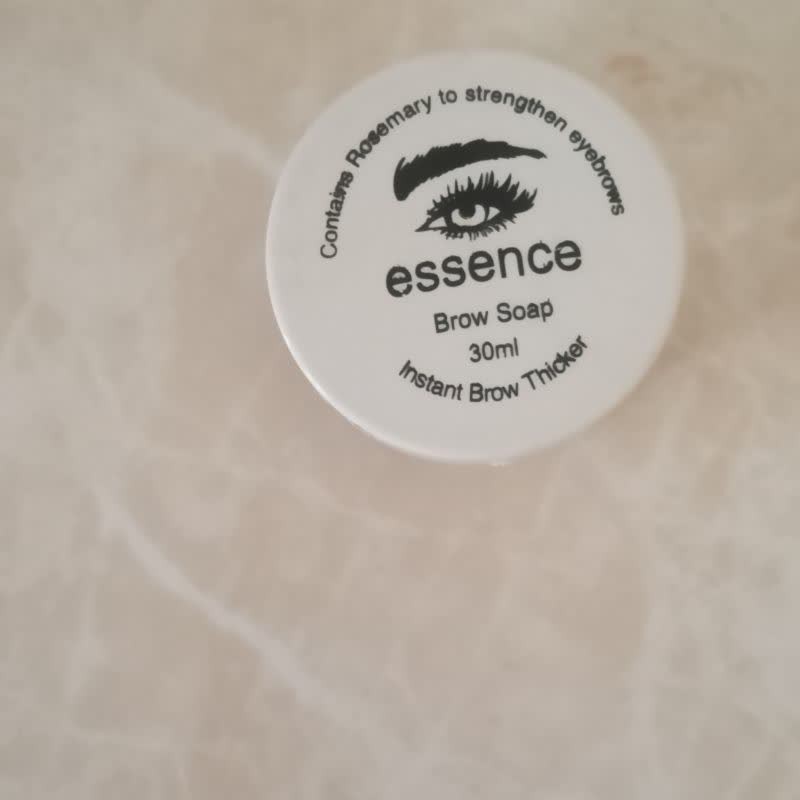 Contains Rosemary to strengthen eyebrows
essence
Brow Soap
30ml
Instant Brow Thicker